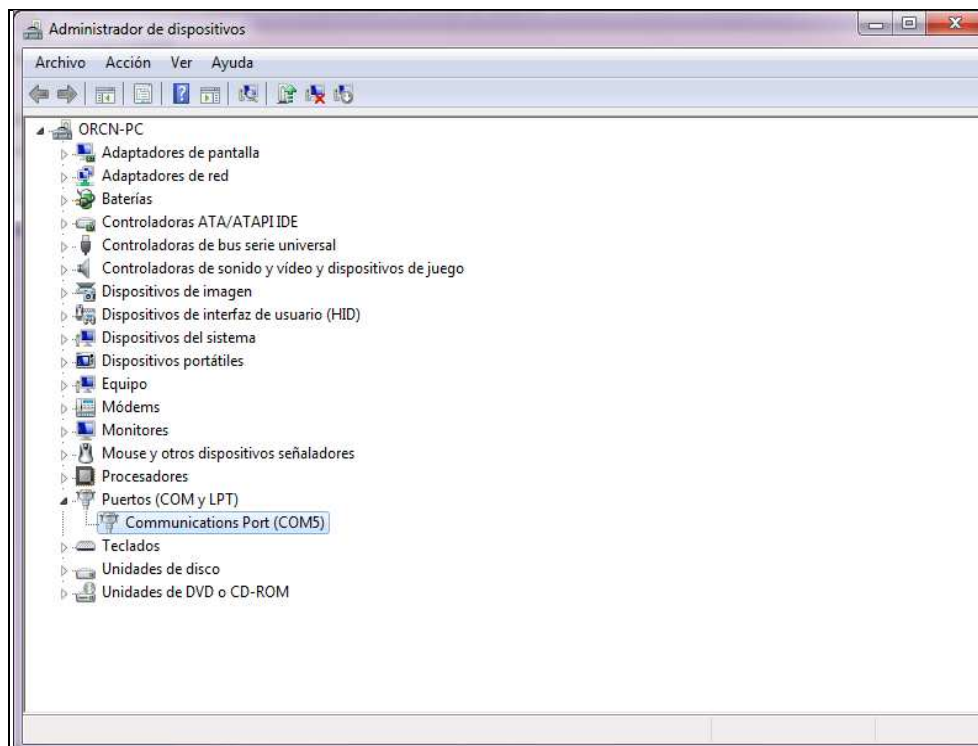 Administrador de dispositivos
Archivo Acción Ver Ayuda
ORCN-PC
Adaptadores de pantalla
Adaptadores de red
Baterías
Controladoras ATA/ATAPI IDE
Controladoras de bus serie universal
Controladoras de sonido y vídeo y dispositivos de juego
Dispositivos de imagen
Dispositivos de interfaz de usuario (HID)
Dispositivos del sistema
Dispositivos portátiles
Equipo
Módems
Monitores
Mouse y otros dispositivos señaladores
Procesadores
Puertos (COM y LPT)
Communications Port (COM5)
Teclados
Unidades de disco
Unidades de DVD o CD-ROM